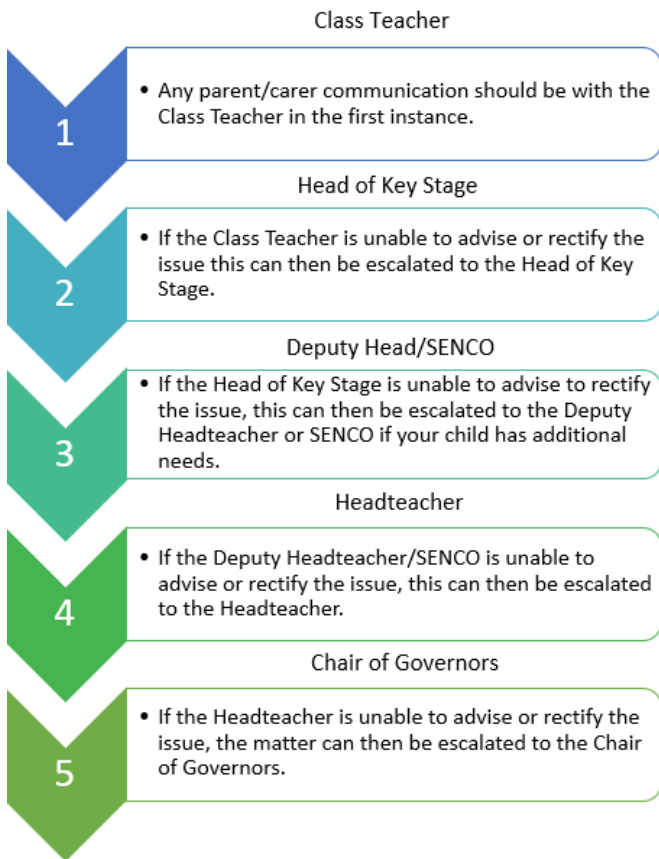 Class Teacher
1
• Any parent/carer communication should be with the
Class Teacher in the first instance.
Head of Key Stage
2
• If the Class Teacher is unable to advise or rectify the
issue this can then be escalated to the Head of Key
Stage.
Deputy Head/SENCO
3
• If the Head of Key Stage is unable to advise to rectify
the issue, this can then be escalated to the Deputy
Headteacher or SENCO if your child has additional
needs.
Headteacher
4
• If the Deputy Headteacher/SENCO is unable to
advise or rectify the issue, this can then be escalated
to the Headteacher.
Chair of Governors
5
• If the Headteacher is unable to advise or rectify the
issue, the matter can then be escalated to the Chair
of Governors.